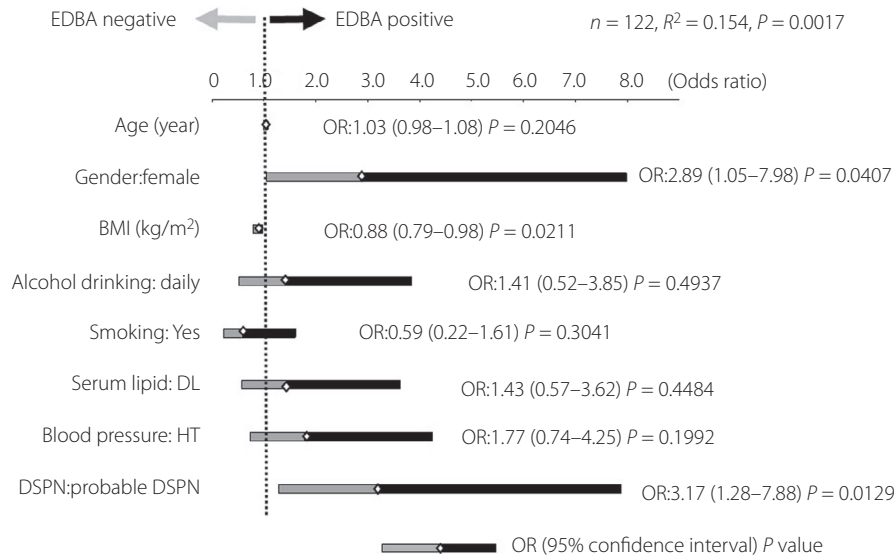 EDBA negative EDBA positive n = 122, R² = 0.154, P = 0.0017
0 1.0 2.0 3.0 4.0 5.0 6.0 7.0 8.0 (Odds ratio)
Age (year) OR:1.03 (0.98–1.08) P = 0.2046
Gender:female OR:2.89 (1.05–7.98) P = 0.0407
BMI (kg/m²) OR:0.88 (0.79–0.98) P = 0.0211
Alcohol drinking: daily OR:1.41 (0.52–3.85) P = 0.4937
Smoking: Yes OR:0.59 (0.22–1.61) P = 0.3041
Serum lipid: DL OR:1.43 (0.57–3.62) P = 0.4484
Blood pressure: HT OR:1.77 (0.74–4.25) P = 0.1992
DSPN:probable DSPN OR:3.17 (1.28–7.88) P = 0.0129
OR (95% confidence interval) P value